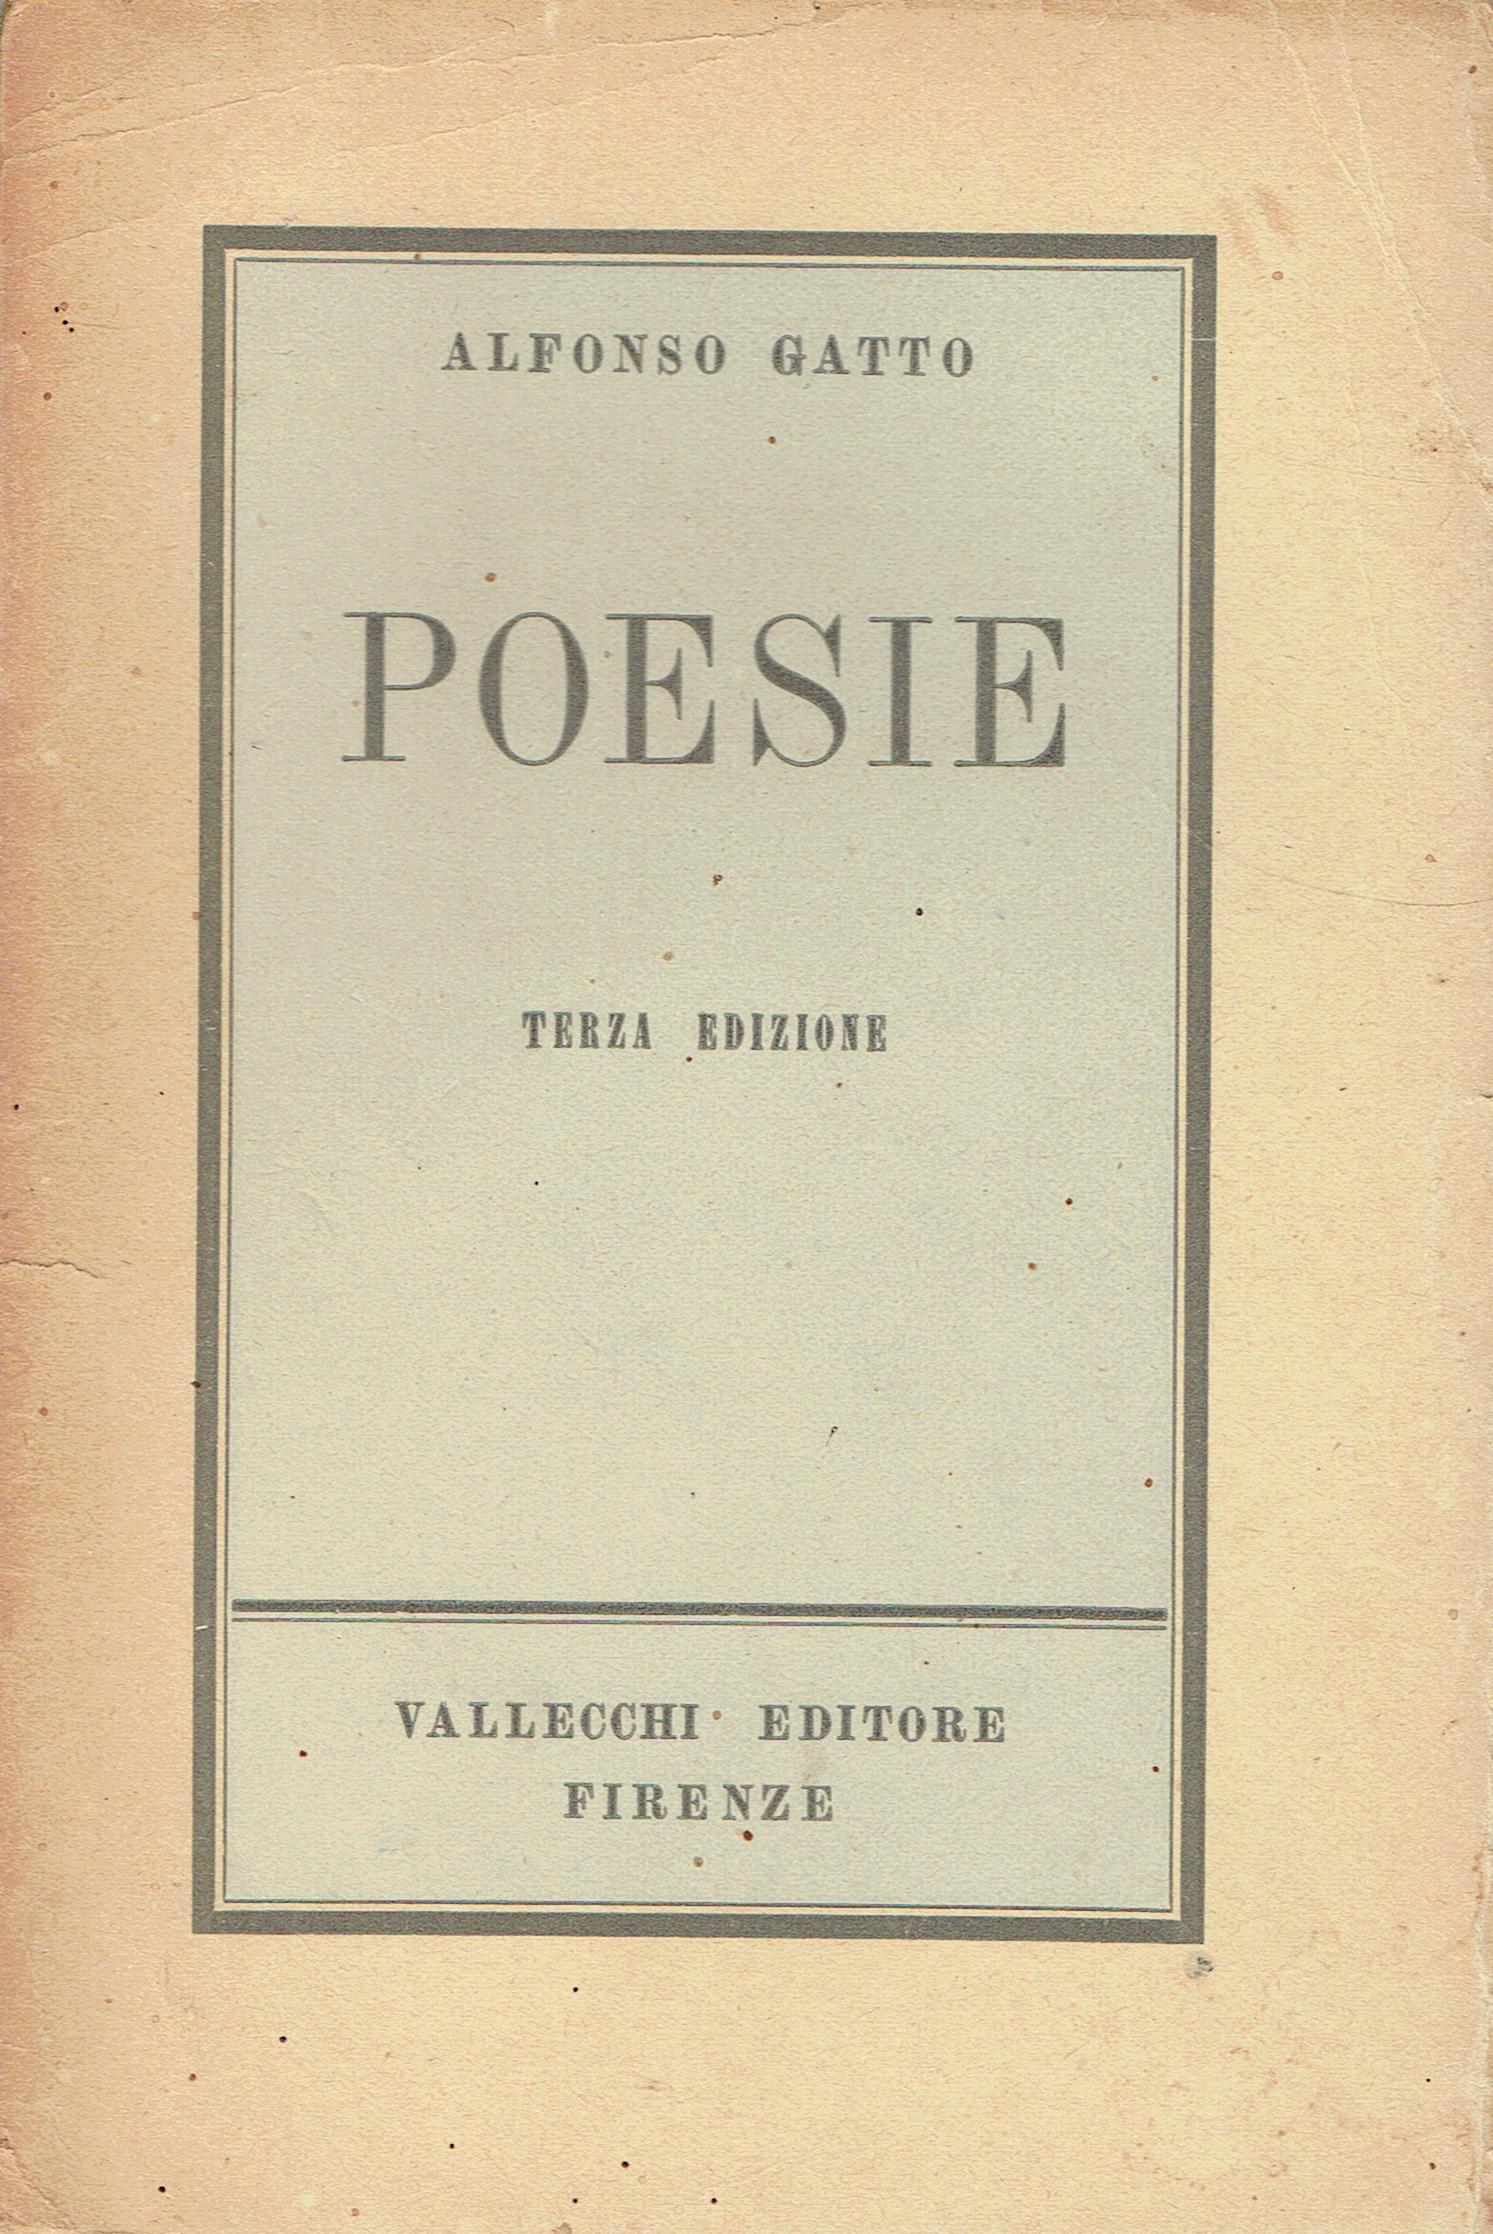 ALFONSO GATTO
POESIE
TERZA EDIZIONE
VALLECCHI EDITORE
FIRENZE